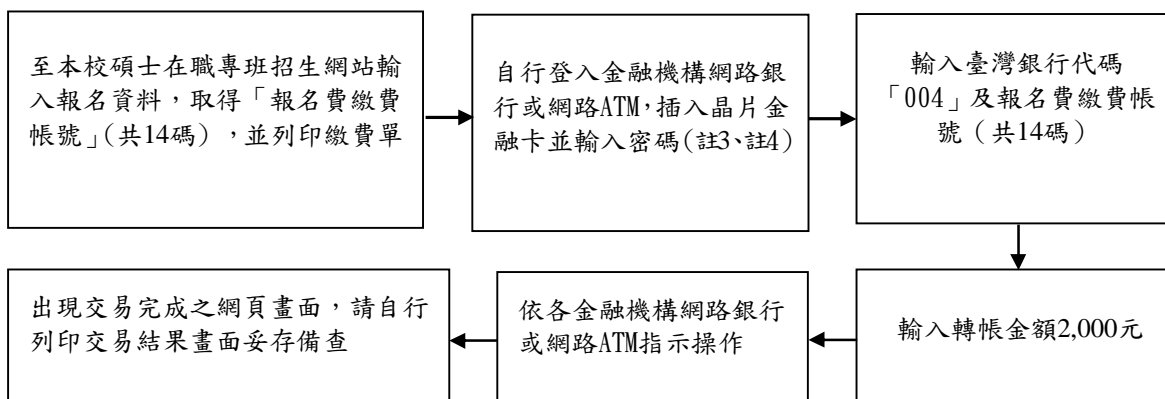 至本校碩士在職專班招生網站輸
入報名資料，取得「報名費繳費
帳號」(共14碼），並列印繳費單
自行登入金融機構網路銀
行或網路ATM，插入晶片金
融卡並輸入密碼(註3、註4)
輸入臺灣銀行代碼
「004」及報名費繳費帳
號（共14碼）
輸入轉帳金額2,000元
依各金融機構網路銀行
或網路ATM指示操作
出現交易完成之網頁畫面，請自行
列印交易結果畫面妥存備查